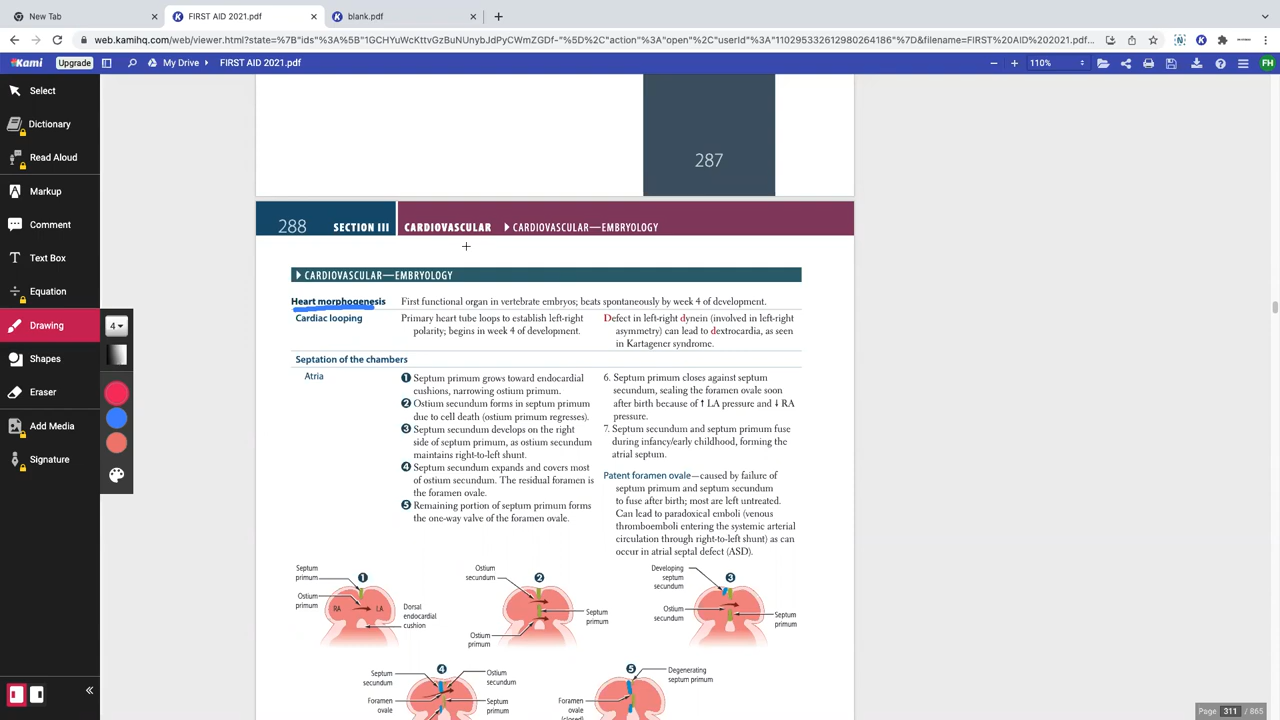 New Tab
FIRST AID 2021.pdf
blank.pdf
web.kamihq.com/web/viewer.html?state=%7B"ids"%3A%5B"1GCHYuWcKttvGzBuNUnybJdPyCWmZGDf-"%5D%2C"action"%3A"open"%2C"userId"%3A"110295332612980264186"%7D&filename=FIRST%20AID%202021.pdf...
Kami
Upgrade
My Drive
FIRST AID 2021.pdf
110%
FH
Select
Dictionary
Read Aloud
Markup
Comment
Text Box
Equation
Drawing
Shapes
Eraser
Add Media
Signature
4
287
288 SECTION III CARDIOVASCULAR CARDIOVASCULAR—EMBRYOLOGY
CARDIOVASCULAR—EMBRYOLOGY
Heart morphogenesis First functional organ in vertebrate embryos; beats spontaneously by week 4 of development.
Cardiac looping
Primary heart tube loops to establish left-right
polarity; begins in week 4 of development.
Defect in left-right dynein (involved in left-right
asymmetry) can lead to dextrocardia, as seen
in Kartagener syndrome.
Septation of the chambers
Atria
1 Septum primum grows toward endocardial
cushions, narrowing ostium primum.
2 Ostium secundum forms in septum primum
due to cell death (ostium primum regresses).
3 Septum secundum develops on the right
side of septum primum, as ostium secundum
maintains right-to-left shunt.
4 Septum secundum expands and covers most
of ostium secundum. The residual foramen is
the foramen ovale.
5 Remaining portion of septum primum forms
the one-way valve of the foramen ovale.
6. Septum primum closes against septum
secundum, sealing the foramen ovale soon
after birth because of ↑ LA pressure and ↓ RA
pressure.
7. Septum secundum and septum primum fuse
during infancy/early childhood, forming the
atrial septum.
Patent foramen ovale—caused by failure of
septum primum and septum secundum
to fuse after birth; most are left untreated.
Can lead to paradoxical emboli (venous
thromboemboli entering the systemic arterial
circulation through right-to-left shunt) as can
occur in atrial septal defect (ASD).
Septum
primum
1
Ostium
primum
RA
LA
Dorsal
endocardial
cushion
Ostium
secundum
2
Septum
primum
Ostium
primum
Developing
septum
secundum
3
Ostium
secundum
Septum
primum
Septum
secundum
4
Ostium
secundum
Foramen
ovale
Septum
primum
5
Degenerating
septum primum
Foramen
ovale
(closed)
Page 311 / 865